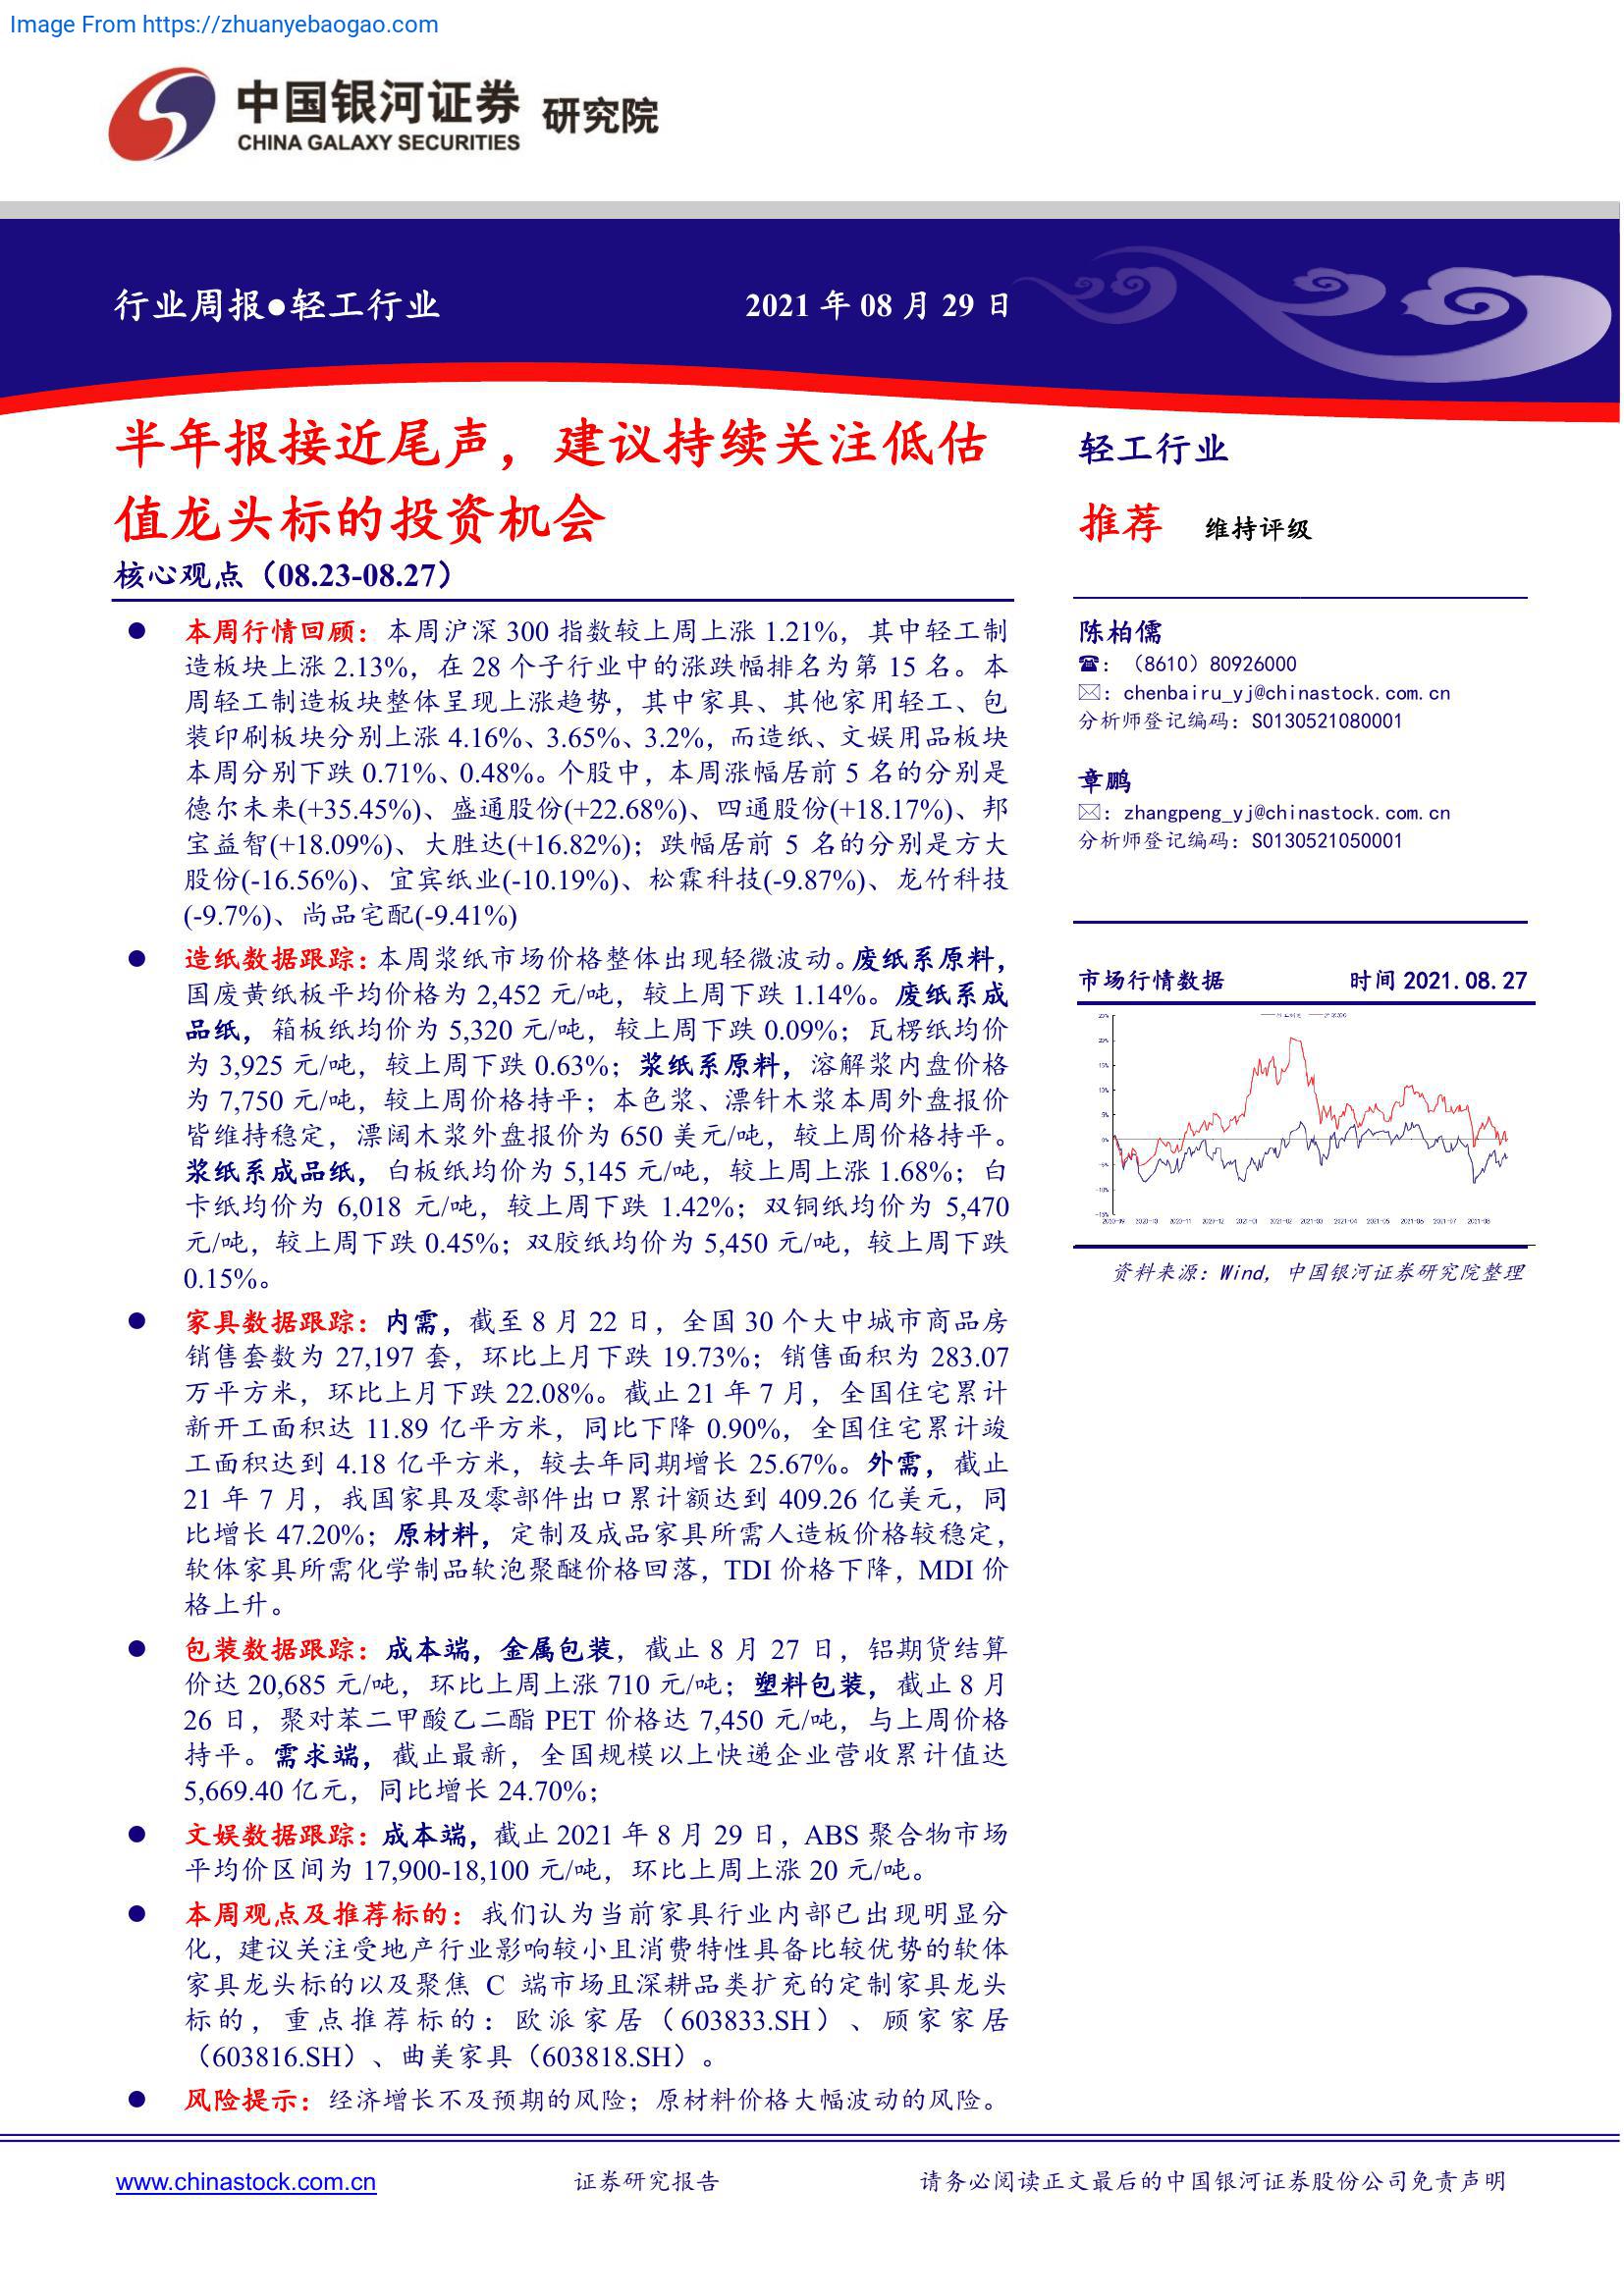 Image From https://zhuanyebaogao.com
中国银河证券 研究院
CHINA GALAXY SECURITIES
行业周报●轻工行业
2021 年 08 月 29 日
半年报接近尾声，建议持续关注低估
值龙头标的投资机会
核心观点（08.23-08.27）
● 本周行情回顾：本周沪深 300 指数较上周上涨 1.21%，其中轻工制
造板块上涨 2.13%，在 28 个子行业中的涨跌幅排名为第 15 名。本
周轻工制造板块整体呈现上涨趋势，其中家具、其他家用轻工、包
装印刷板块分别上涨 4.16%、3.65%、3.2%，而造纸、文娱用品板块
本周分别下跌 0.71%、0.48%。个股中，本周涨幅居前 5 名的分别是
德尔未来(+35.45%)、盛通股份(+22.68%)、四通股份(+18.17%)、邦
宝益智(+18.09%)、大胜达(+16.82%)；跌幅居前 5 名的分别是方大
股份(-16.56%)、宜宾纸业(-10.19%)、松霖科技(-9.87%)、龙竹科技
(-9.7%)、尚品宅配(-9.41%)
● 造纸数据跟踪：本周浆纸市场价格整体出现轻微波动。废纸系原料，
国废黄纸板平均价格为 2,452 元/吨，较上周下跌 1.14%。废纸系成
品纸，箱板纸均价为 5,320 元/吨，较上周下跌 0.09%；瓦楞纸均价
为 3,925 元/吨，较上周下跌 0.63%；浆纸系原料，溶解浆内盘价格
为 7,750 元/吨，较上周价格持平；本色浆、漂针木浆本周外盘报价
皆维持稳定，漂阔木浆外盘报价为 650 美元/吨，较上周价格持平。
浆纸系成品纸，白板纸均价为 5,145 元/吨，较上周上涨 1.68%；白
卡纸均价为 6,018 元/吨，较上周下跌 1.42%；双铜纸均价为 5,470
元/吨，较上周下跌 0.45%；双胶纸均价为 5,450 元/吨，较上周下跌
0.15%。
● 家具数据跟踪：内需，截至 8 月 22 日，全国 30 个大中城市商品房
销售套数为 27,197 套，环比上月下跌 19.73%；销售面积为 283.07
万平方米，环比上月下跌 22.08%。截止 21 年 7 月，全国住宅累计
新开工面积达 11.89 亿平方米，同比下降 0.90%，全国住宅累计竣
工面积达到 4.18 亿平方米，较去年同期增长 25.67%。外需，截止
21 年 7 月，我国家具及零部件出口累计额达到 409.26 亿美元，同
比增长 47.20%；原材料，定制及成品家具所需人造板价格较稳定，
软体家具所需化学制品软泡聚醚价格回落，TDI 价格下降，MDI 价
格上升。
● 包装数据跟踪：成本端，金属包装，截止 8 月 27 日，铝期货结算
价达 20,685 元/吨，环比上周上涨 710 元/吨；塑料包装，截止 8 月
26 日，聚对苯二甲酸乙二酯 PET 价格达 7,450 元/吨，与上周价格
持平。需求端，截止最新，全国规模以上快递企业营收累计值达
5,669.40 亿元，同比增长 24.70%；
● 文娱数据跟踪：成本端，截止 2021 年 8 月 29 日，ABS 聚合物市场
平均价区间为 17,900-18,100 元/吨，环比上周上涨 20 元/吨。
● 本周观点及推荐标的：我们认为当前家具行业内部已出现明显分
化，建议关注受地产行业影响较小且消费特性具备比较优势的软体
家具龙头标的以及聚焦 C 端市场且深耕品类扩充的定制家具龙头
标的，重点推荐标的：欧派家居（603833.SH）、顾家家居
（603816.SH）、曲美家具（603818.SH）。
● 风险提示：经济增长不及预期的风险；原材料价格大幅波动的风险。
轻工行业
推荐 维持评级
陈柏儒
☎：（8610）80926000
✉：chenbairu_yj@chinastock.com.cn
分析师登记编码：S0130521080001
章鹏
✉：zhangpeng_yj@chinastock.com.cn
分析师登记编码：S0130521050001
市场行情数据 时间 2021.08.27
25%
20%
15%
10%
5%
0%
-5%
-10%
-15%
2020-09 2020-10 2020-11 2020-12 2021-01 2021-02 2021-03 2021-04 2021-05 2021-06 2021-07 2021-08
资料来源：Wind，中国银河证券研究院整理
www.chinastock.com.cn
证券研究报告
请务必阅读正文最后的中国银河证券股份公司免责声明